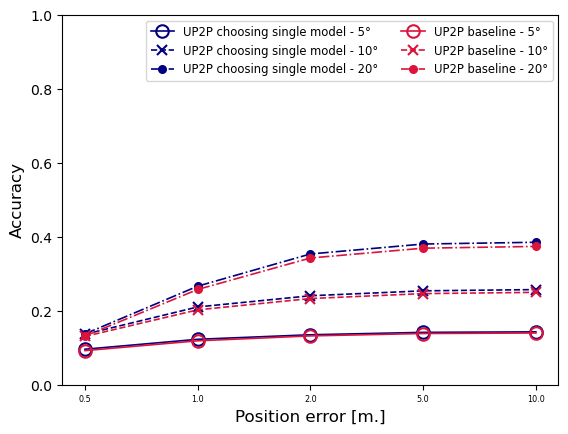 1.0
0.8
0.6
0.4
0.2
0.0
Accuracy
UP2P choosing single model - 5°
UP2P choosing single model - 10°
UP2P choosing single model - 20°
UP2P baseline - 5°
UP2P baseline - 10°
UP2P baseline - 20°
0.5 1.0 2.0 5.0 10.0
Position error [m.]